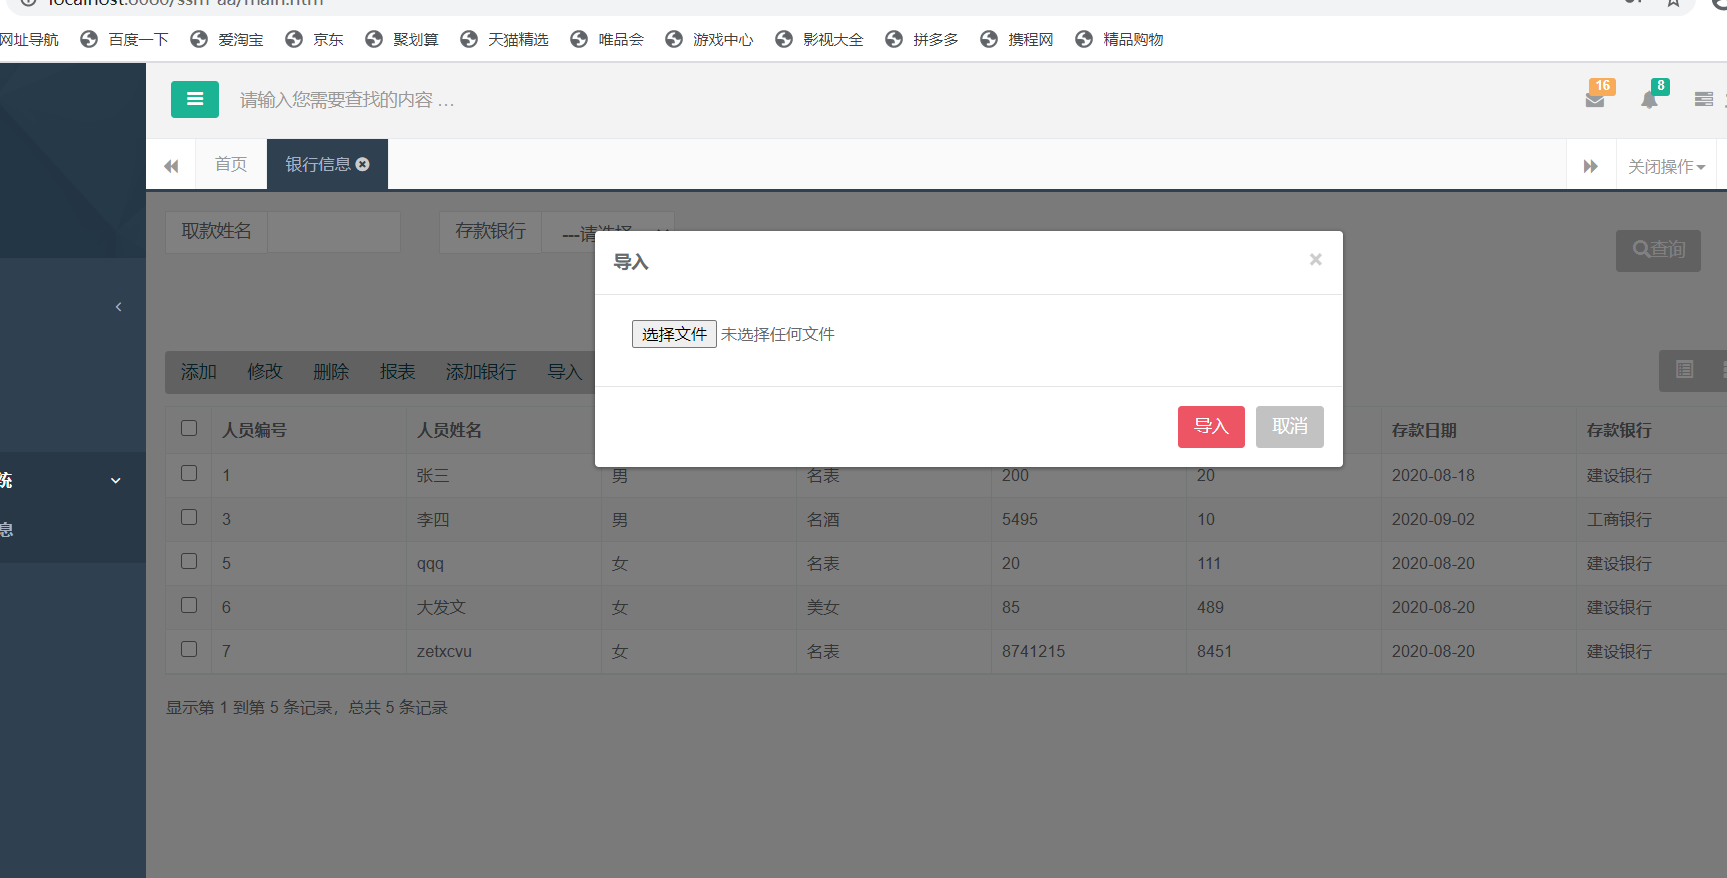 网址导航 百度一下 爱淘宝 京东 聚划算 天猫精选 唯品会 游戏中心 影视大全 拼多多 携程网 精品购物
请输入您需要查找的内容 … 16 8
首页 银行信息 关闭操作
取款姓名 存款银行 ---请选择
查询
导入 ×
选择文件 未选择任何文件
导入 取消
添加 修改 删除 报表 添加银行 导入
人员编号 人员姓名 存款日期 存款银行
1 张三 男 名表 200 20 2020-08-18 建设银行
3 李四 男 名酒 5495 10 2020-09-02 工商银行
5 qqq 女 名表 20 111 2020-08-20 建设银行
6 大发文 女 美女 85 489 2020-08-20 建设银行
7 zetxcvu 女 名表 8741215 8451 2020-08-20 建设银行
显示第 1 到第 5 条记录，总共 5 条记录
统
息